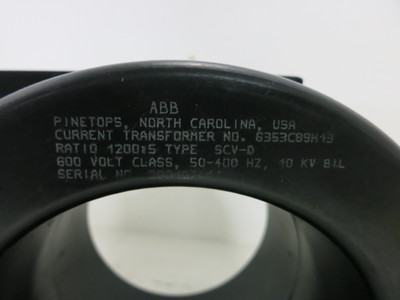 ABB
PINETOPS, NORTH CAROLINA, USA
CURRENT TRANSFORMER NO. 6353C89H13
RATIO 1200:5 TYPE SCV-D
600 VOLT CLASS, 50-400 HZ, 10 KV BIL
SERIAL NO.